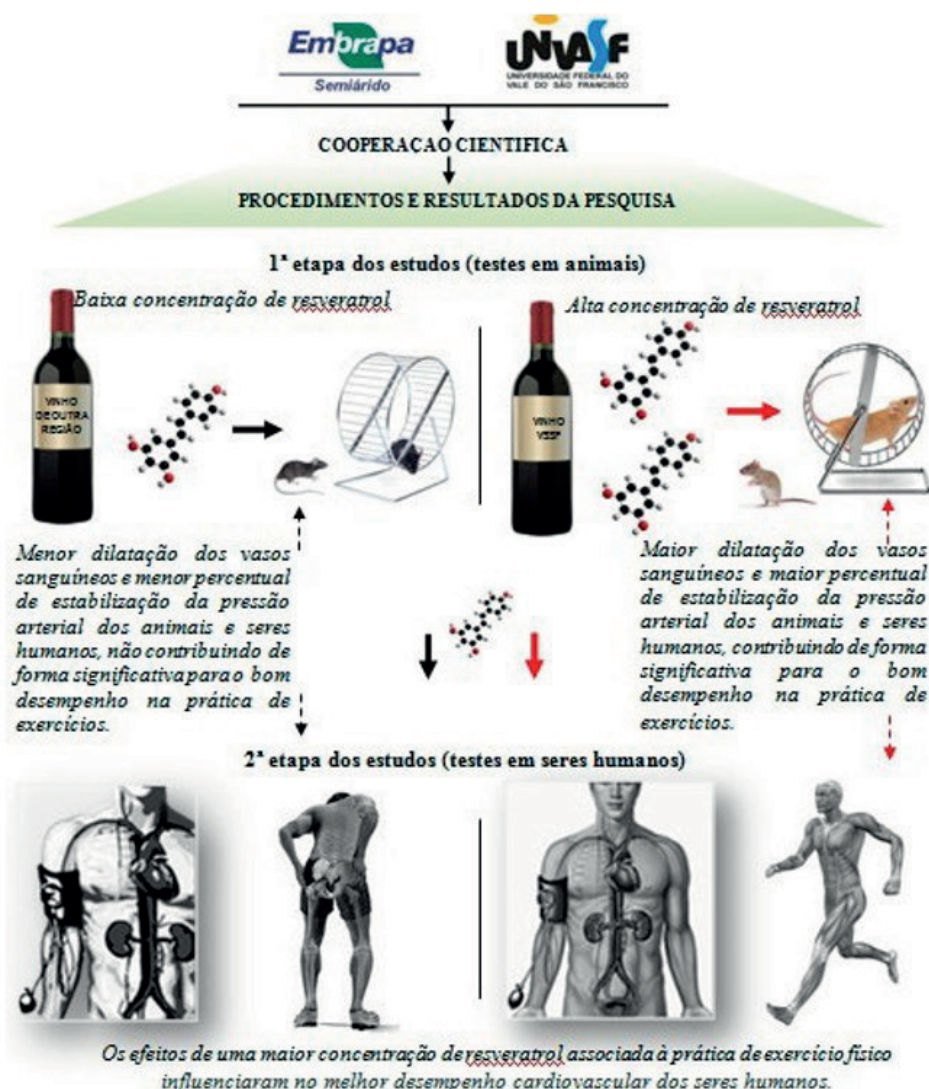 Embrapa
Semiárido
UNIVASF
UNIVERSIDADE FEDERAL DO
VALE DO SÃO FRANCISCO
COOPERAÇAO CIENTIFICA
PROCEDIMENTOS E RESULTADOS DA PESQUISA
1ª etapa dos estudos (testes em animais)
Baixa concentração de resveratrol.
Alta concentração de resveratrol
VINHO
DE OUTRA
REGIÃO
VINHO
VSSF
Menor dilatação dos vasos
sanguíneos e menor percentual
de estabilização da pressão
arterial dos animais e seres
humanos, não contribuindo de
forma significativa para o bom
desempenho na prática de
exercícios.
Maior dilatação dos vasos
sanguíneos e maior percentual
de estabilização da pressão
arterial dos animais e seres
humanos, contribuindo de forma
significativa para o bom
desempenho na prática de
exercícios.
2ª etapa dos estudos (testes em seres humanos)
Os efeitos de uma maior concentração de resveratrol associada à prática de exercício físico
influenciaram no melhor desempenho cardiovascular dos seres humanos.